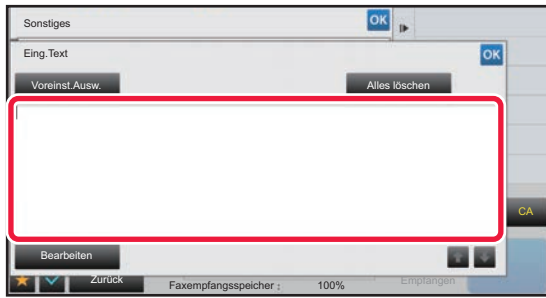 Sonstiges
OK
Eing.Text
OK
Voreinst.Ausw.
Alles löschen
CA
Bearbeiten
Zurück
Faxempfangsspeicher : 100%
Empfangen